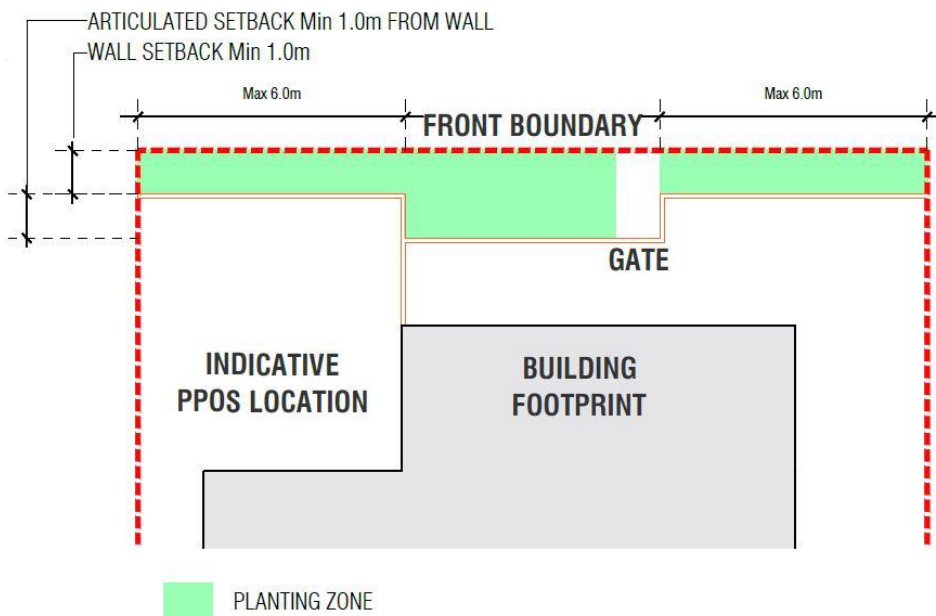 ARTICULATED SETBACK Min 1.0m FROM WALL
WALL SETBACK Min 1.0m
Max 6.0m
Max 6.0m
FRONT BOUNDARY
GATE
INDICATIVE
PPOS LOCATION
BUILDING
FOOTPRINT
PLANTING ZONE